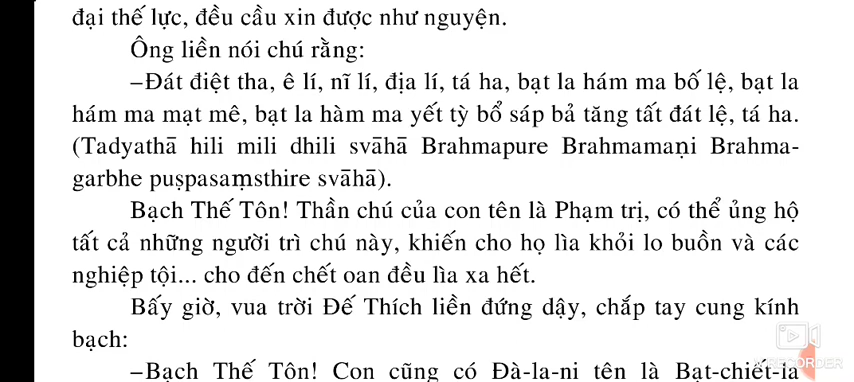 đại thế lực, đều cầu xin được như nguyện.
Ông liền nói chú rằng:
–Đát điệt tha, ê lí, nĩ lí, địa lí, tá ha, bạt la hám ma bố lệ, bạt la
hám ma mạt mê, bạt la hàm ma yết tỳ bổ sáp bả tăng tất đát lệ, tá ha.
(Tadyathā hili mili dhili svāhā Brahmapure Brahmamaṇi Brahma-
garbhe puṣpasaṃsthire svāhā).
Bạch Thế Tôn! Thần chú của con tên là Phạm trị, có thể ủng hộ
tất cả những người trì chú này, khiến cho họ lìa khỏi lo buồn và các
nghiệp tội... cho đến chết oan đều lìa xa hết.
Bấy giờ, vua trời Đế Thích liền đứng dậy, chắp tay cung kính
bạch:
–Bạch Thế Tôn! Con cũng có Đà-la-ni tên là Bạt-chiết-la
RECORDER